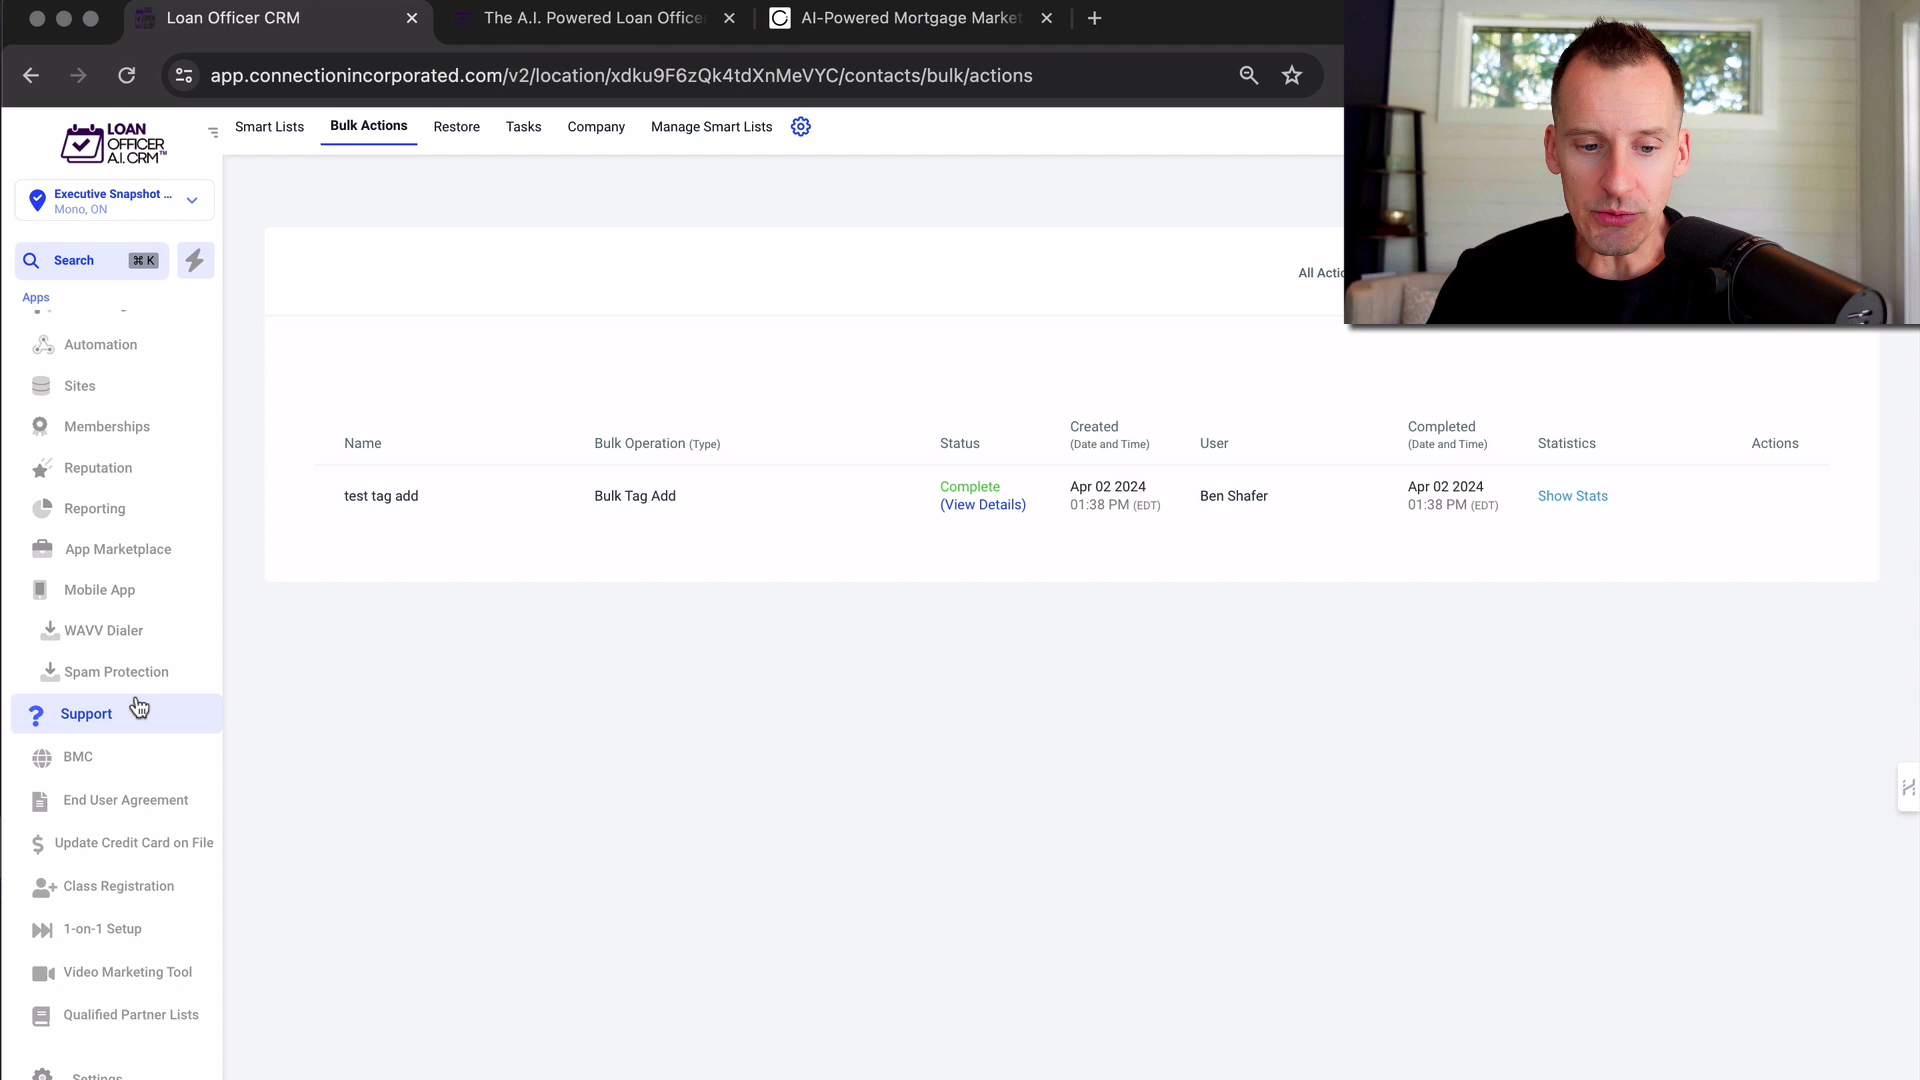 Loan Officer CRM
The A.I. Powered Loan Office
AI-Powered Mortgage Market
app.connectionincorporated.com/v2/location/xdku9F6zQk4tdXnMeVYC/contacts/bulk/actions
LOAN
OFFICER
A.I. CRM™
Smart Lists
Bulk Actions
Restore
Tasks
Company
Manage Smart Lists
Executive Snapshot ...
Mono, ON
Search
⌘ K
Apps
Automation
Sites
Memberships
Reputation
Reporting
App Marketplace
Mobile App
WAVV Dialer
Spam Protection
Support
BMC
End User Agreement
Update Credit Card on File
Class Registration
1-on-1 Setup
Video Marketing Tool
Qualified Partner Lists
Settings
All Actio
Name
Bulk Operation (Type)
Status
Created
(Date and Time)
User
Completed
(Date and Time)
Statistics
Actions
test tag add
Bulk Tag Add
Complete
(View Details)
Apr 02 2024
01:38 PM (EDT)
Ben Shafer
Apr 02 2024
01:38 PM (EDT)
Show Stats